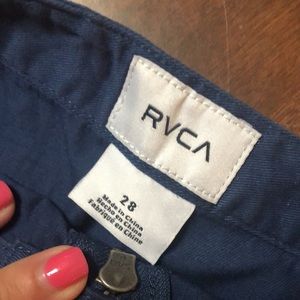 RVCA
28
Made in China
Hecho en China
Fabriqué en Chine